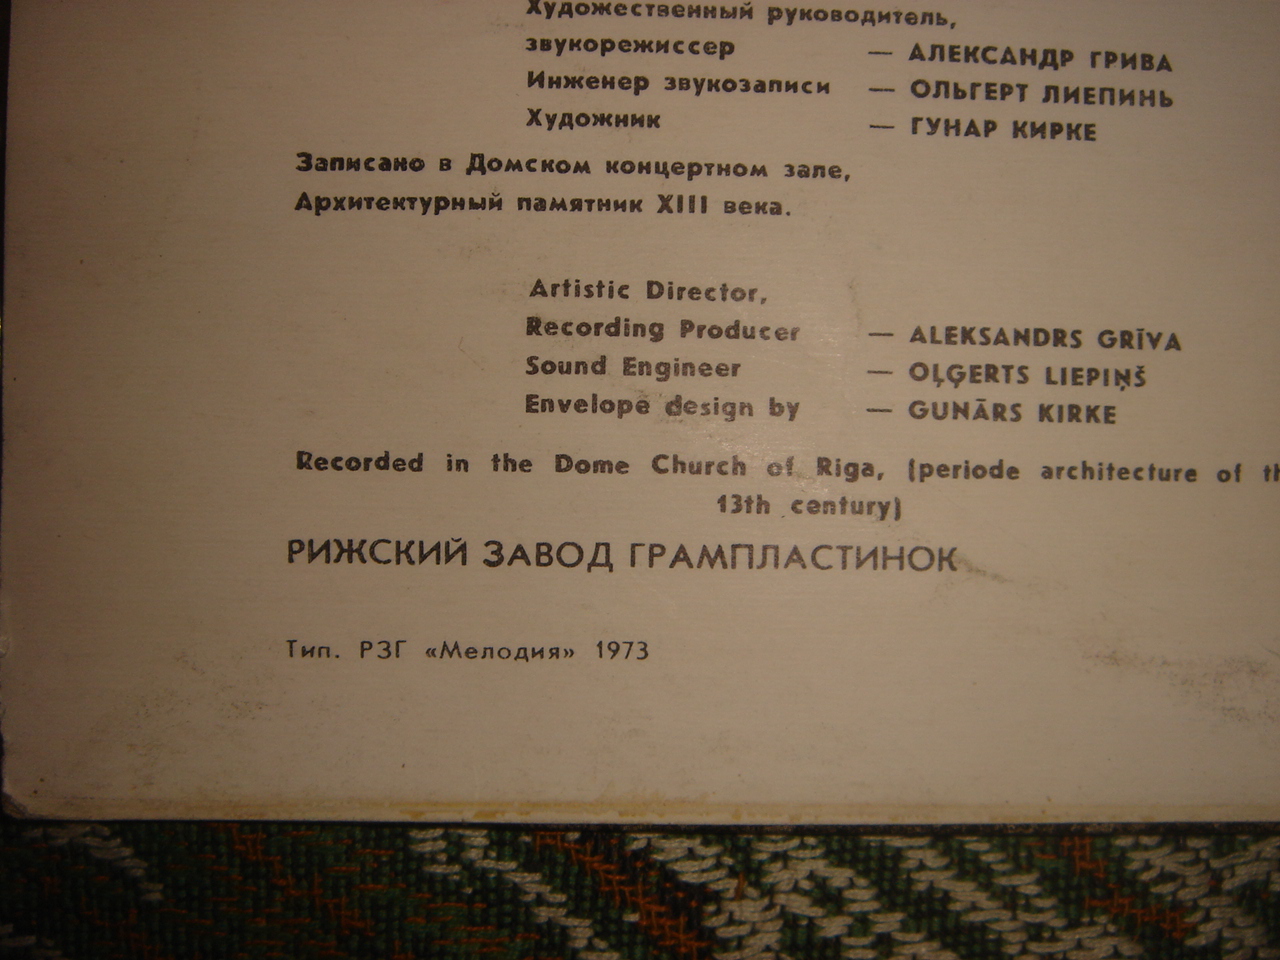 Художественный руководитель,
звукорежиссер — АЛЕКСАНДР ГРИВА
Инженер звукозаписи — ОЛЬГЕРТ ЛИЕПИНЬ
Художник — ГУНАР КИРКЕ
Записано в Домском концертном зале,
Архитектурный памятник XIII века.
Artistic Director,
Recording Producer — ALEKSANDRS GRĪVA
Sound Engineer — OĻĢERTS LIEPIŅŠ
Envelope design by — GUNĀRS KIRKE
Recorded in the Dome Church of Riga, (periode architecture of th
13th century)
РИЖСКИЙ ЗАВОД ГРАМПЛАСТИНОК
Тип. РЗГ «Мелодия» 1973